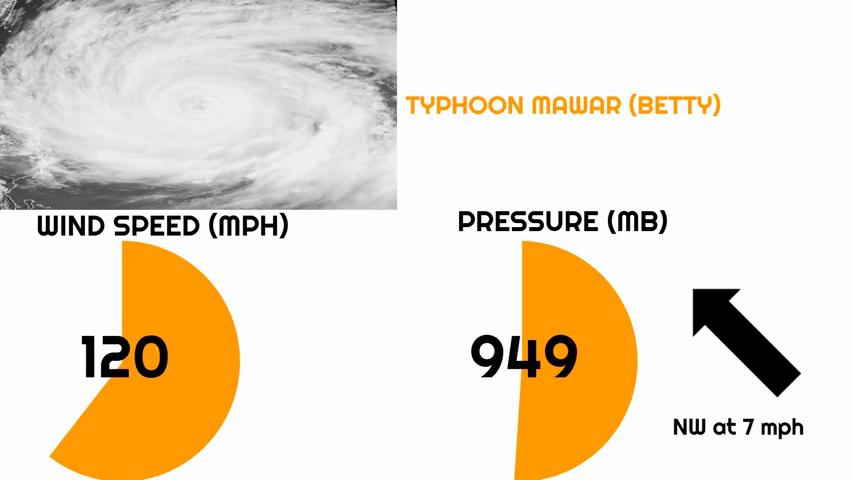 TYPHOON MAWAR (BETTY)
WIND SPEED (MPH)
PRESSURE (MB)
120
949
NW at 7 mph